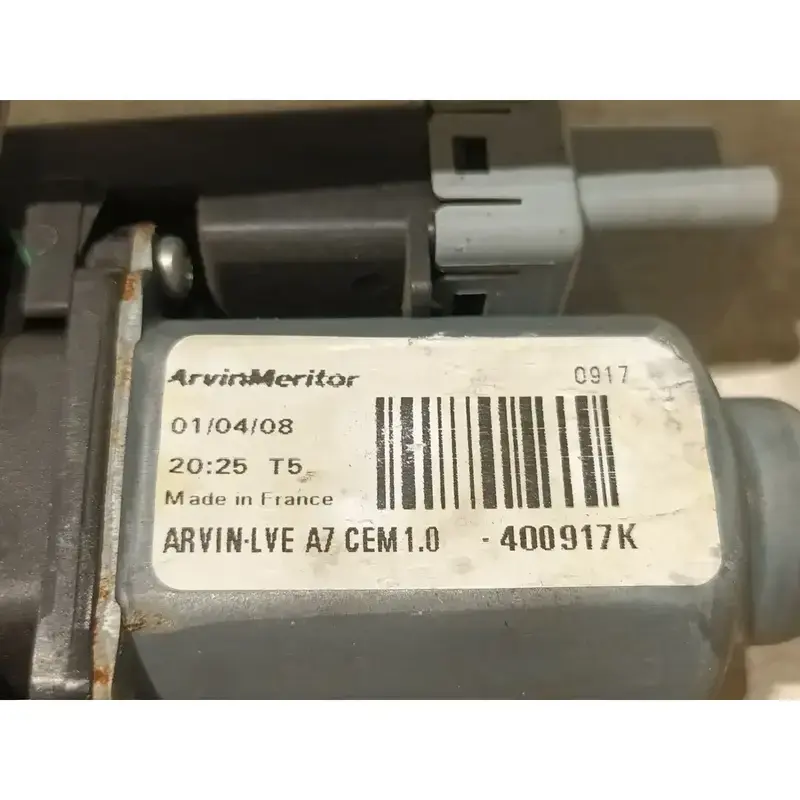 ArvinMeritor 0917
01/04/08
20:25 T5
Made in France
ARVIN-LVE A7 CEM1.0 - 400917K